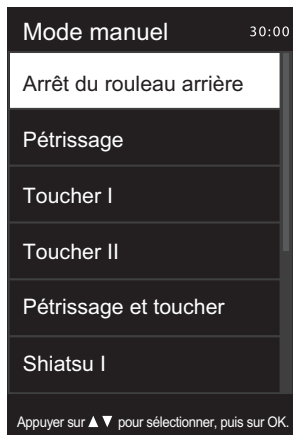 Mode manuel 30:00
Arrêt du rouleau arrière
Pétrissage
Toucher I
Toucher II
Pétrissage et toucher
Shiatsu I
Appuyer sur ▲▼ pour sélectionner, puis sur OK.